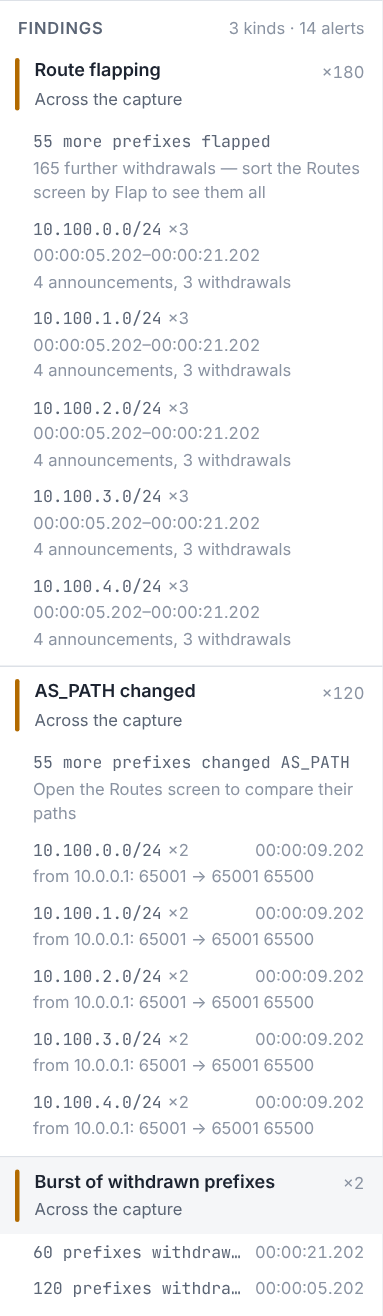 FINDINGS 3 kinds · 14 alerts
Route flapping ×180
Across the capture
55 more prefixes flapped
165 further withdrawals — sort the Routes
screen by Flap to see them all
10.100.0.0/24 ×3
00:00:05.202–00:00:21.202
4 announcements, 3 withdrawals
10.100.1.0/24 ×3
00:00:05.202–00:00:21.202
4 announcements, 3 withdrawals
10.100.2.0/24 ×3
00:00:05.202–00:00:21.202
4 announcements, 3 withdrawals
10.100.3.0/24 ×3
00:00:05.202–00:00:21.202
4 announcements, 3 withdrawals
10.100.4.0/24 ×3
00:00:05.202–00:00:21.202
4 announcements, 3 withdrawals
AS_PATH changed ×120
Across the capture
55 more prefixes changed AS_PATH
Open the Routes screen to compare their
paths
10.100.0.0/24 ×2 00:00:09.202
from 10.0.0.1: 65001 → 65001 65500
10.100.1.0/24 ×2 00:00:09.202
from 10.0.0.1: 65001 → 65001 65500
10.100.2.0/24 ×2 00:00:09.202
from 10.0.0.1: 65001 → 65001 65500
10.100.3.0/24 ×2 00:00:09.202
from 10.0.0.1: 65001 → 65001 65500
10.100.4.0/24 ×2 00:00:09.202
from 10.0.0.1: 65001 → 65001 65500
Burst of withdrawn prefixes ×2
Across the capture
60 prefixes withdraw… 00:00:21.202
120 prefixes withdra… 00:00:05.202